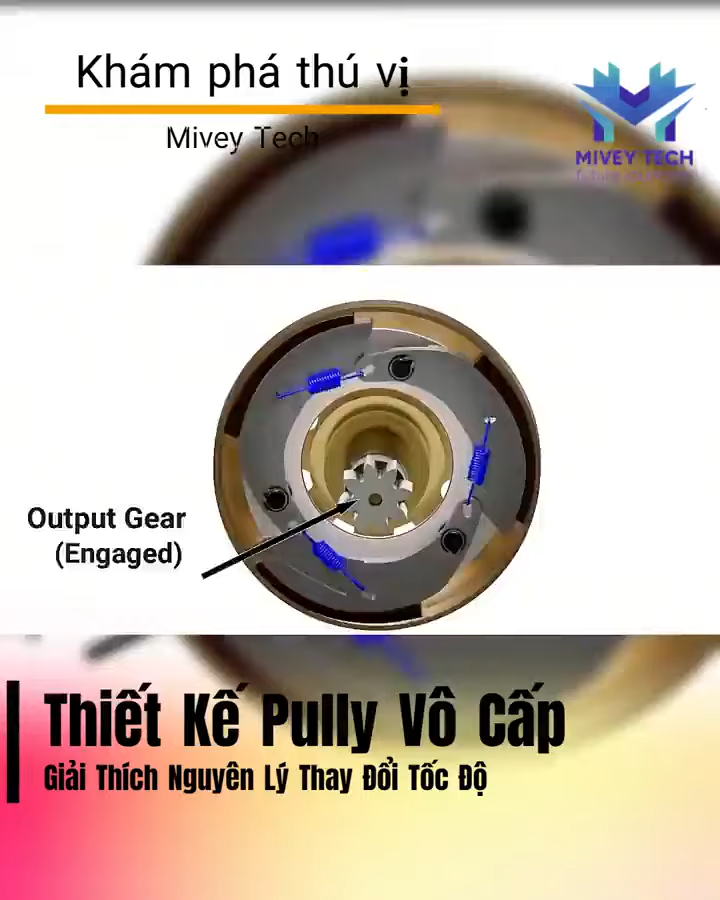 Khám phá thú vị
Mivey Tech
MIVEY TECH
Output Gear
(Engaged)
Thiết Kế Pully Vô Cấp
Giải Thích Nguyên Lý Thay Đổi Tốc Độ